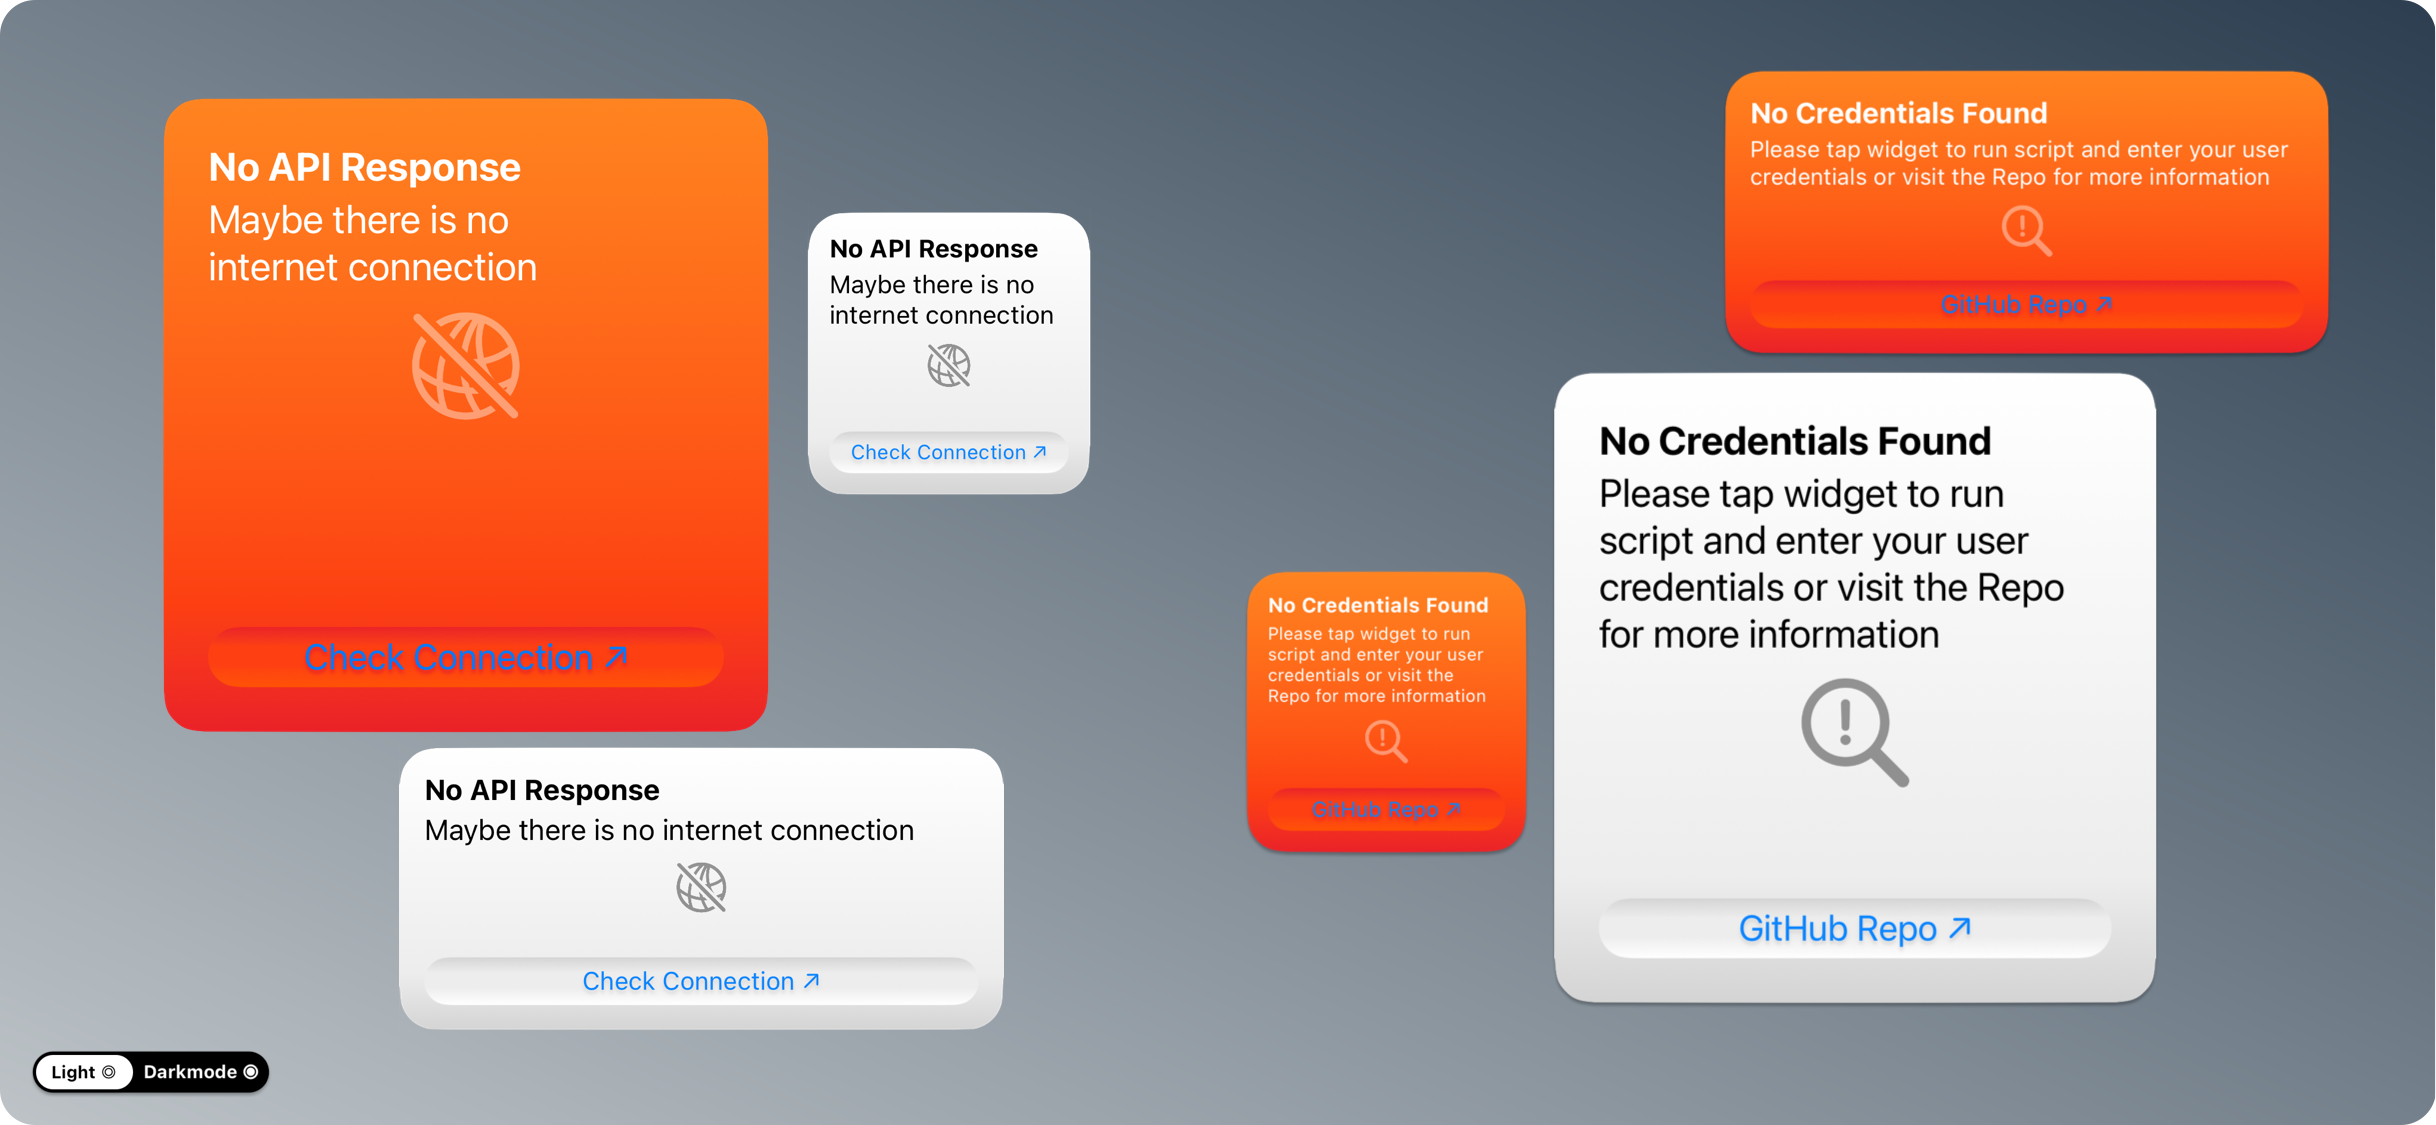 No API Response
Maybe there is no
internet connection
Check Connection ↗
No API Response
Maybe there is no
internet connection
Check Connection ↗
No API Response
Maybe there is no internet connection
Check Connection ↗
No Credentials Found
Please tap widget to run script and enter your user
credentials or visit the Repo for more information
GitHub Repo ↗
No Credentials Found
Please tap widget to run
script and enter your user
credentials or visit the
Repo for more information
GitHub Repo ↗
No Credentials Found
Please tap widget to run
script and enter your user
credentials or visit the Repo
for more information
GitHub Repo ↗
Light
Darkmode